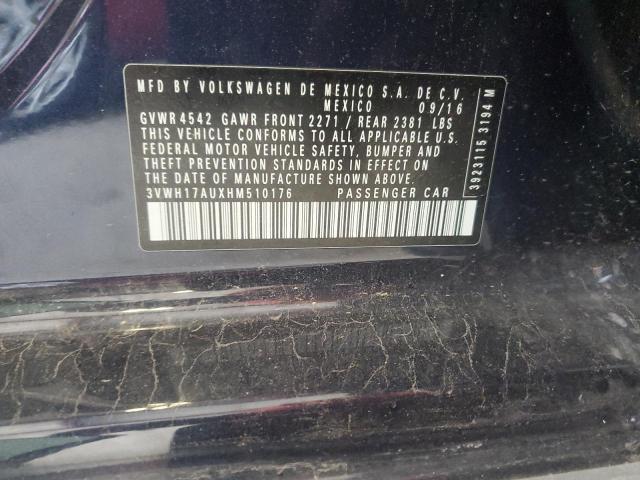 MFD BY VOLKSWAGEN DE MEXICO S.A. DE C.V.
MEXICO 09/16
GVWR4542 GAWR FRONT 2271 / REAR 2381 LBS
THIS VEHICLE CONFORMS TO ALL APPLICABLE U.S.
FEDERAL MOTOR VEHICLE SAFETY, BUMPER AND
THEFT PREVENTION STANDARDS IN EFFECT ON
THE DATE OF MANUFACTURE SHOWN ABOVE.
3VWH17AUXHM510176 PASSENGER CAR
3923115 3194 M